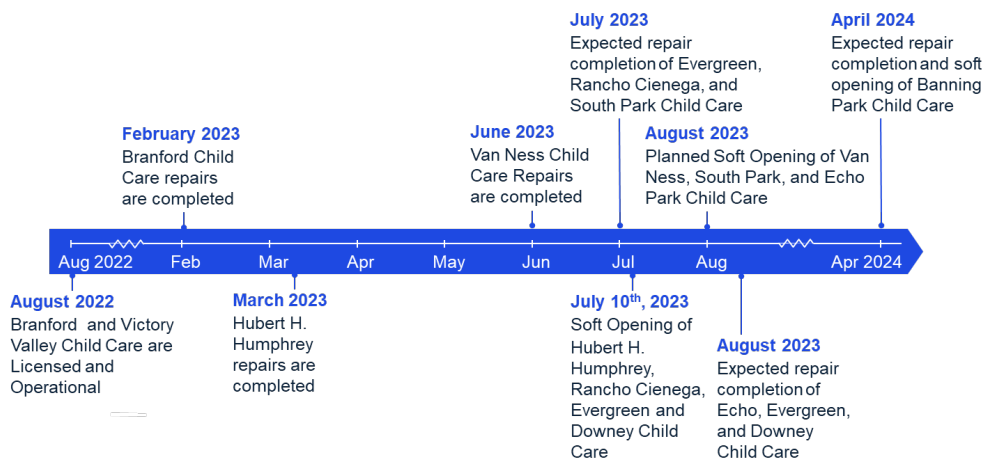 July 2023
Expected repair
completion of Evergreen,
Rancho Cienega, and
South Park Child Care
April 2024
Expected repair
completion and soft
opening of Banning
Park Child Care
February 2023
Branford Child
Care repairs
are completed
June 2023
Van Ness Child
Care Repairs
are completed
August 2023
Planned Soft Opening of Van
Ness, South Park, and Echo
Park Child Care
Aug 2022 Feb Mar Apr May Jun Jul Aug Apr 2024
August 2022
Branford and Victory
Valley Child Care are
Licensed and
Operational
March 2023
Hubert H.
Humphrey
repairs are
completed
July 10th, 2023
Soft Opening of
Hubert H.
Humphrey,
Rancho Cienega,
Evergreen and
Downey Child
Care
August 2023
Expected repair
completion of
Echo, Evergreen,
and Downey
Child Care